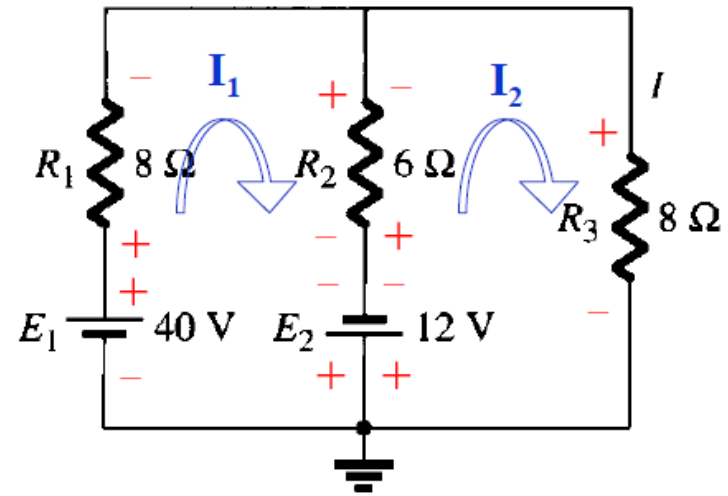 I₁
I₂
I
R₁ 8 Ω
R₂ 6 Ω
R₃ 8 Ω
E₁ 40 V
E₂ 12 V
− + − +
+ − + −
+ − + −
− + +